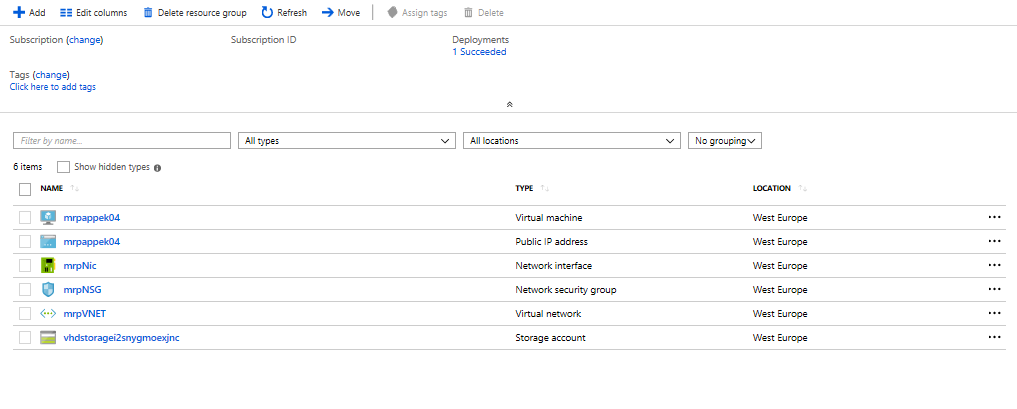 Add Edit columns Delete resource group Refresh Move Assign tags Delete
Subscription (change) Subscription ID Deployments
1 Succeeded
Tags (change)
Click here to add tags
Filter by name... All types All locations No grouping
6 items Show hidden types
NAME TYPE LOCATION
mrpappek04 Virtual machine West Europe
mrpappek04 Public IP address West Europe
mrpNic Network interface West Europe
mrpNSG Network security group West Europe
mrpVNET Virtual network West Europe
vhdstoragei2snygmoexjnc Storage account West Europe